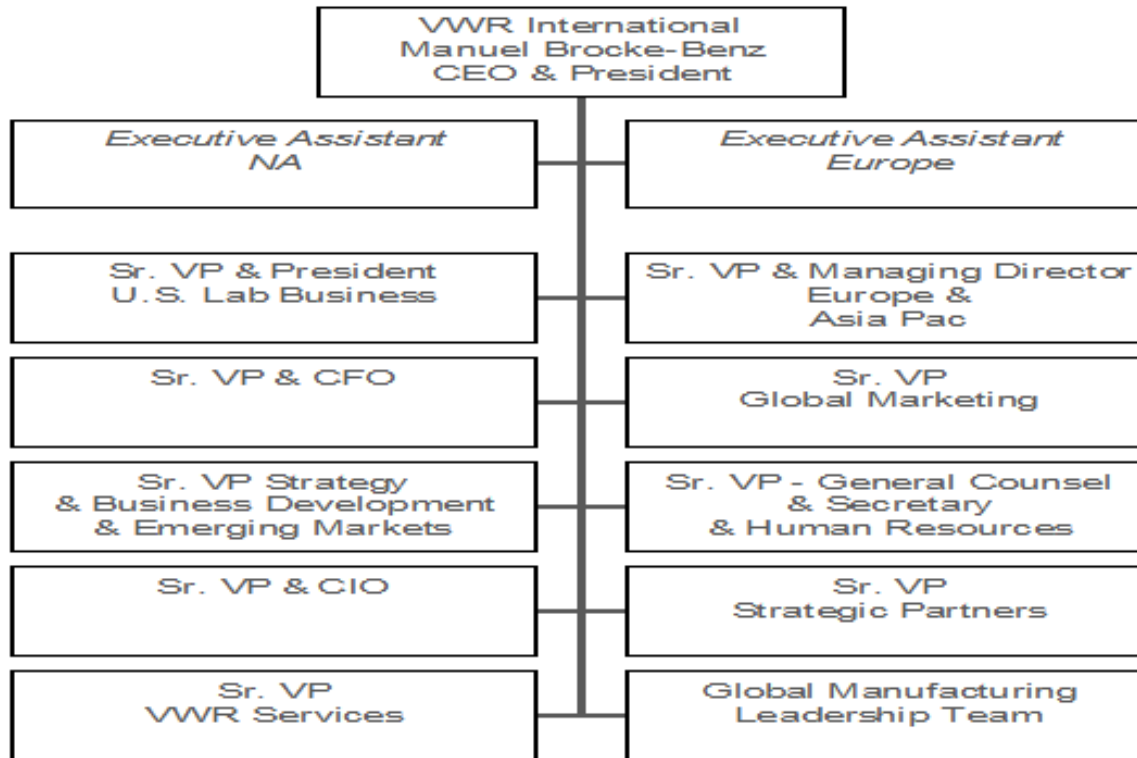 VWR International
Manuel Brocke-Benz
CEO & President
Executive Assistant
NA
Executive Assistant
Europe
Sr. VP & President
U.S. Lab Business
Sr. VP & Managing Director
Europe &
Asia Pac
Sr. VP & CFO
Sr. VP
Global Marketing
Sr. VP Strategy
& Business Development
& Emerging Markets
Sr. VP - General Counsel
& Secretary
& Human Resources
Sr. VP & CIO
Sr. VP
Strategic Partners
Sr. VP
VWR Services
Global Manufacturing
Leadership Team